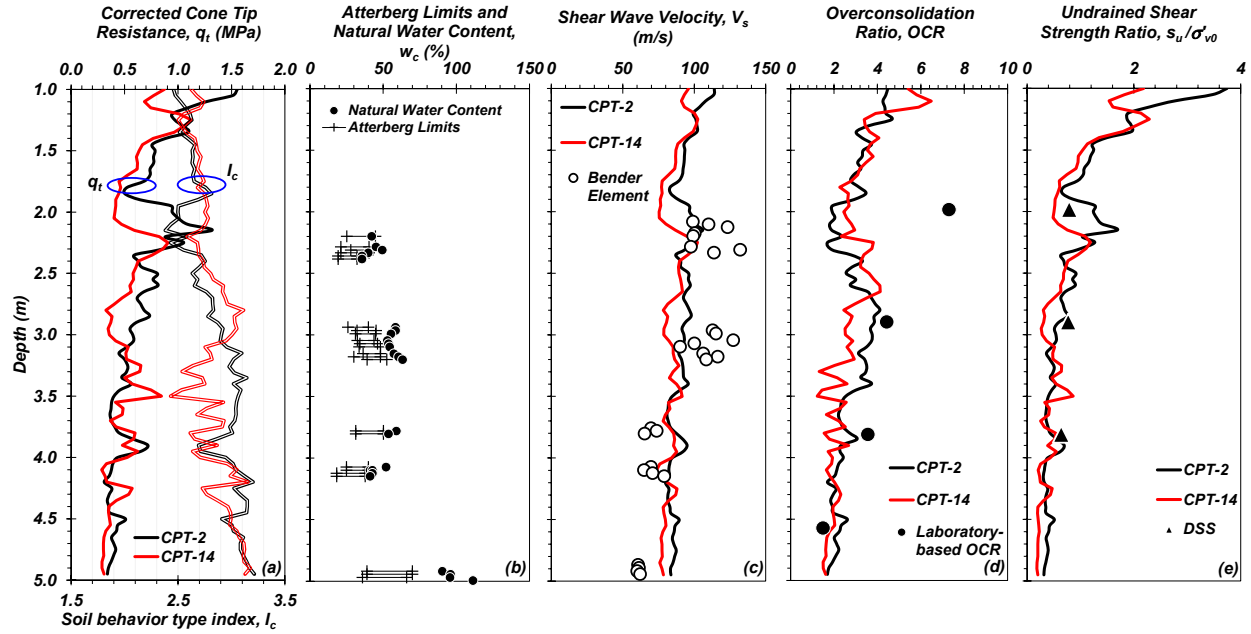 Corrected Cone Tip
Resistance, qt (MPa)
0.0 0.5 1.0 1.5 2.0
1.0
1.5
2.0
2.5
3.0
3.5
4.0
4.5
5.0
Depth (m)
qt
Ic
CPT-2
CPT-14
(a)
1.5 2.5 3.5
Soil behavior type index, Ic
Atterberg Limits and
Natural Water Content,
wc (%)
0 50 100 150
Natural Water Content
Atterberg Limits
(b)
Shear Wave Velocity, Vs
(m/s)
0 50 100 150
CPT-2
CPT-14
Bender
Element
(c)
Overconsolidation
Ratio, OCR
0 2 4 6 8 10
CPT-2
CPT-14
Laboratory-
based OCR
(d)
Undrained Shear
Strength Ratio, su/σ'v0
0 2 4
CPT-2
CPT-14
DSS
(e)